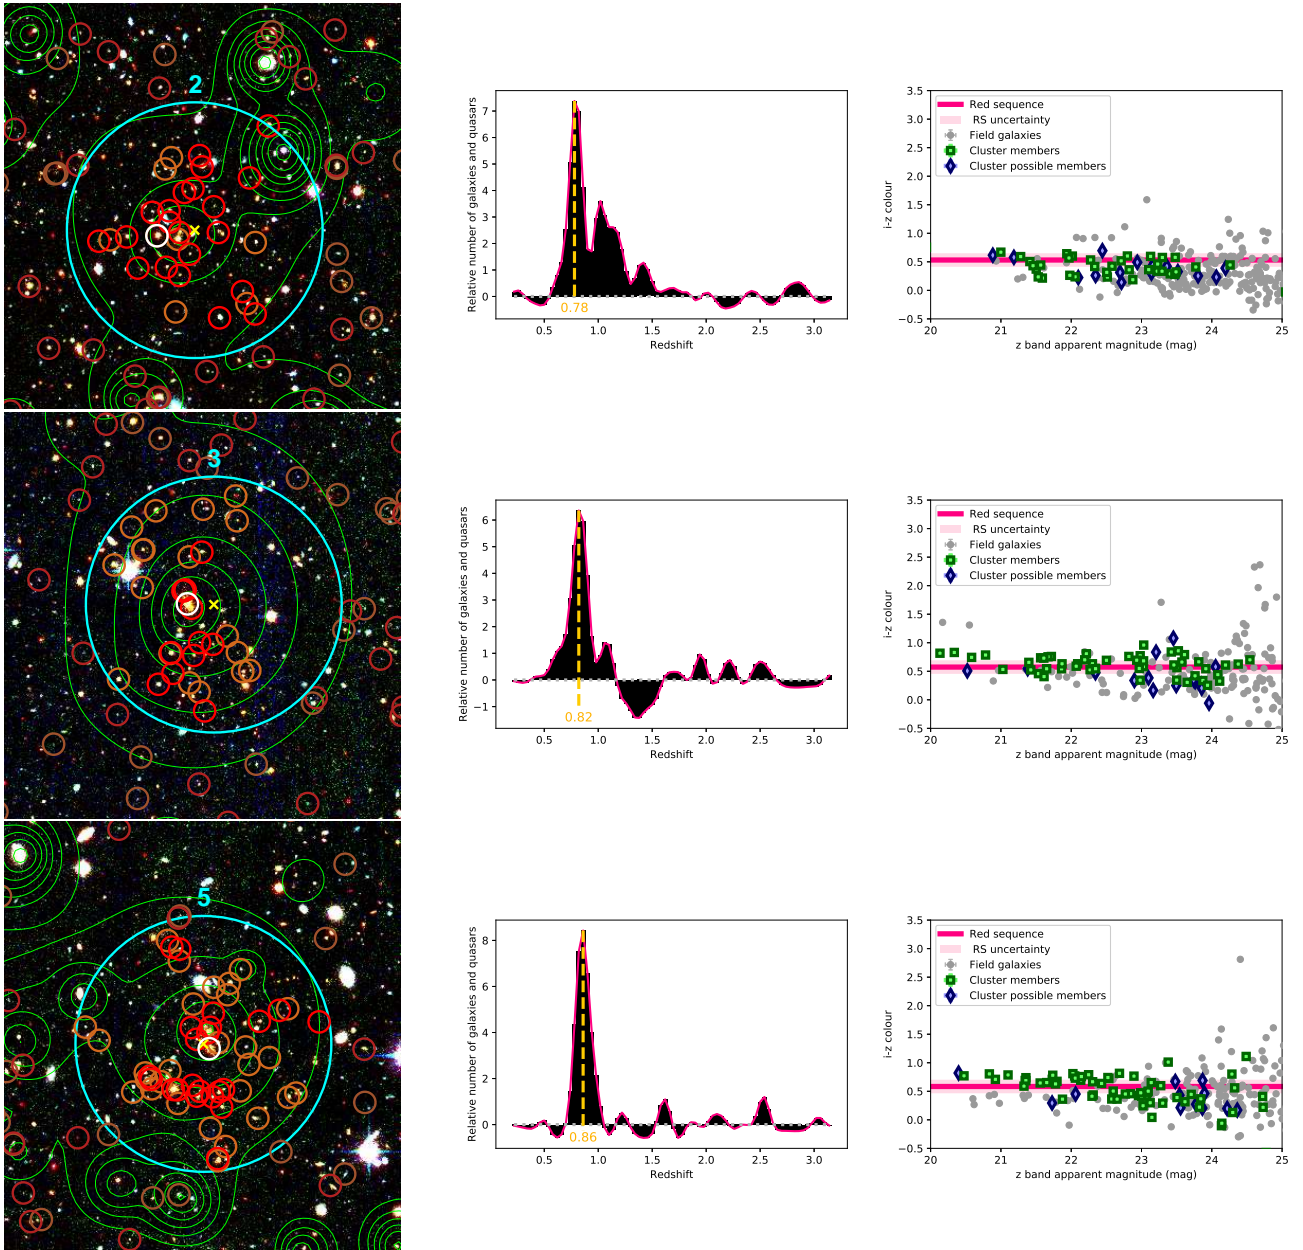 2
Relative number of galaxies and quasars
7
6
5
4
3
2
1
0
0.78
0.5 1.0 1.5 2.0 2.5 3.0
Redshift
i-z colour
3.5
3.0
2.5
2.0
1.5
1.0
0.5
0.0
−0.5
Red sequence
RS uncertainty
Field galaxies
Cluster members
Cluster possible members
20 21 22 23 24 25
z band apparent magnitude (mag)
3
Relative number of galaxies and quasars
6
5
4
3
2
1
0
−1
0.82
0.5 1.0 1.5 2.0 2.5 3.0
Redshift
i-z colour
3.5
3.0
2.5
2.0
1.5
1.0
0.5
0.0
−0.5
Red sequence
RS uncertainty
Field galaxies
Cluster members
Cluster possible members
20 21 22 23 24 25
z band apparent magnitude (mag)
5
Relative number of galaxies and quasars
8
6
4
2
0
0.86
0.5 1.0 1.5 2.0 2.5 3.0
Redshift
i-z colour
3.5
3.0
2.5
2.0
1.5
1.0
0.5
0.0
−0.5
Red sequence
RS uncertainty
Field galaxies
Cluster members
Cluster possible members
20 21 22 23 24 25
z band apparent magnitude (mag)